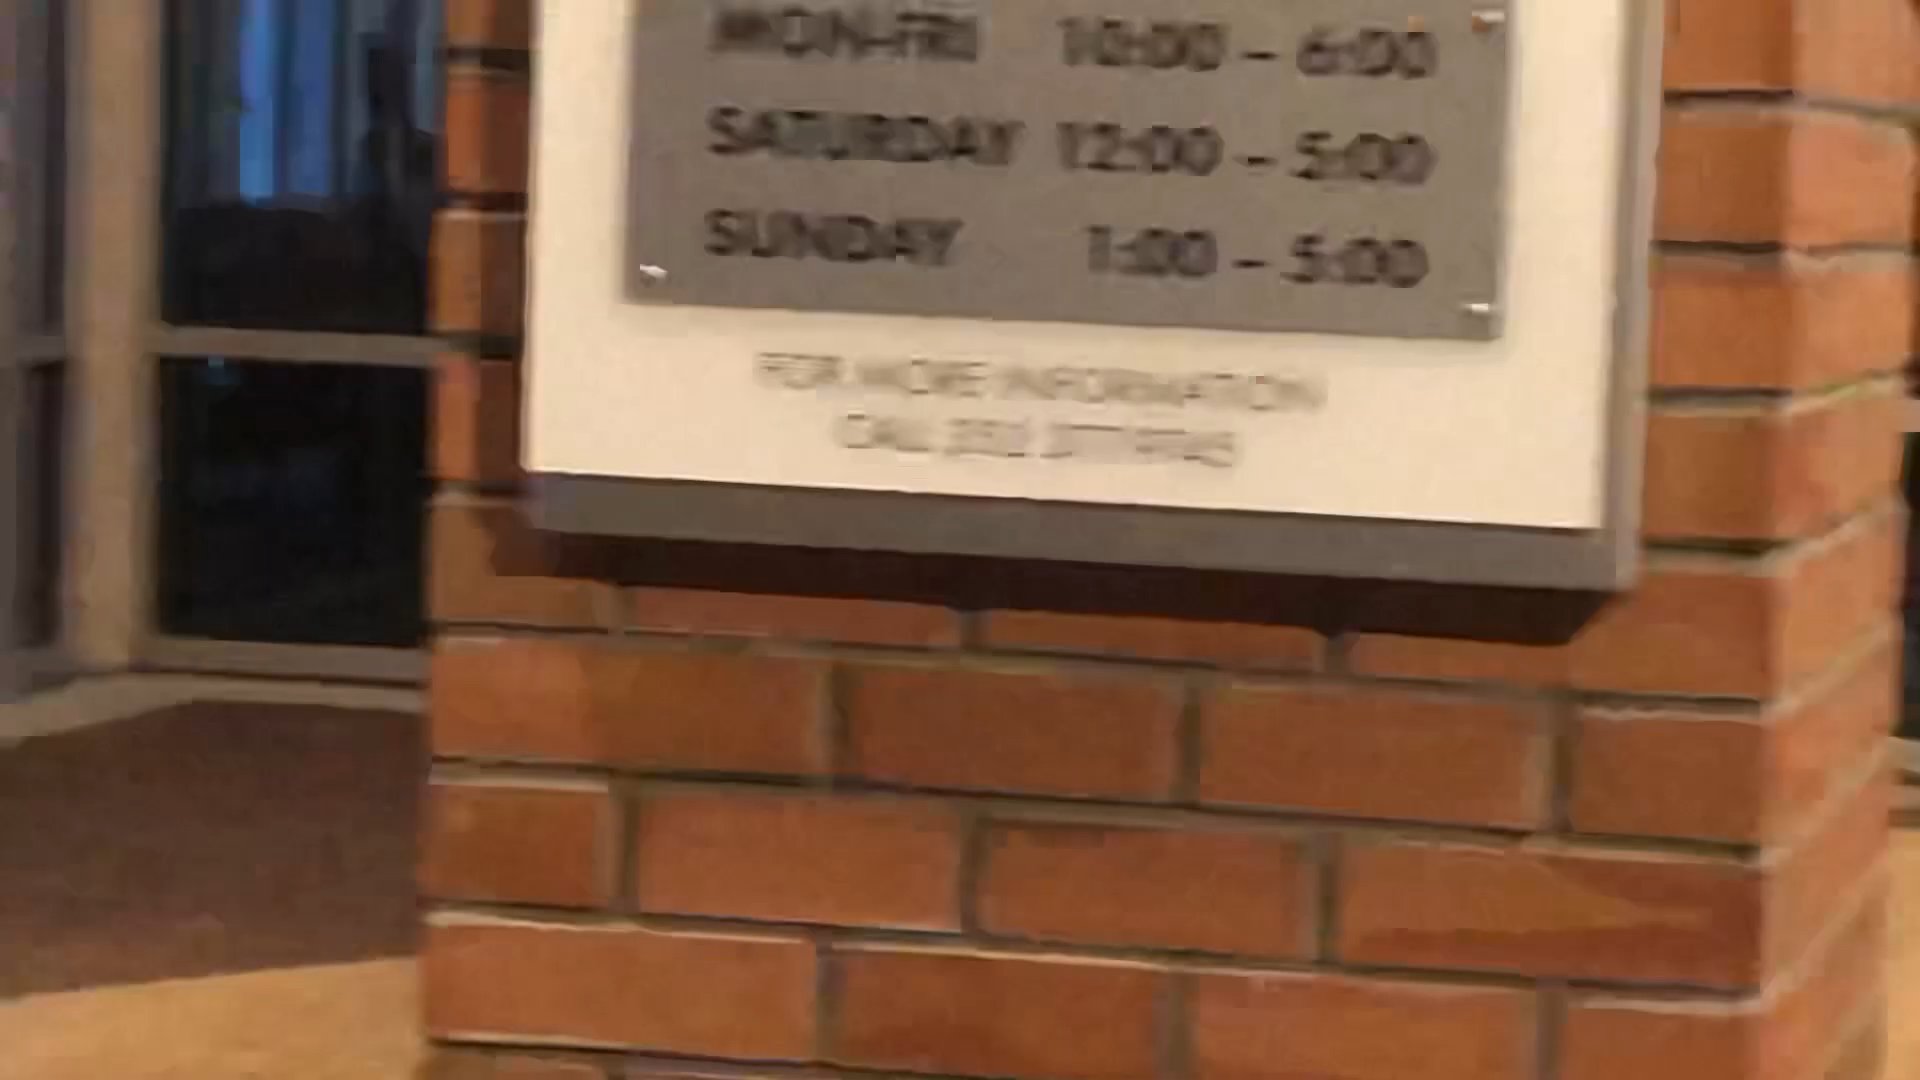 MON-FRI 10:00 – 6:00
SATURDAY 12:00 – 5:00
SUNDAY 1:00 – 5:00
FOR MORE INFORMATION
CALL